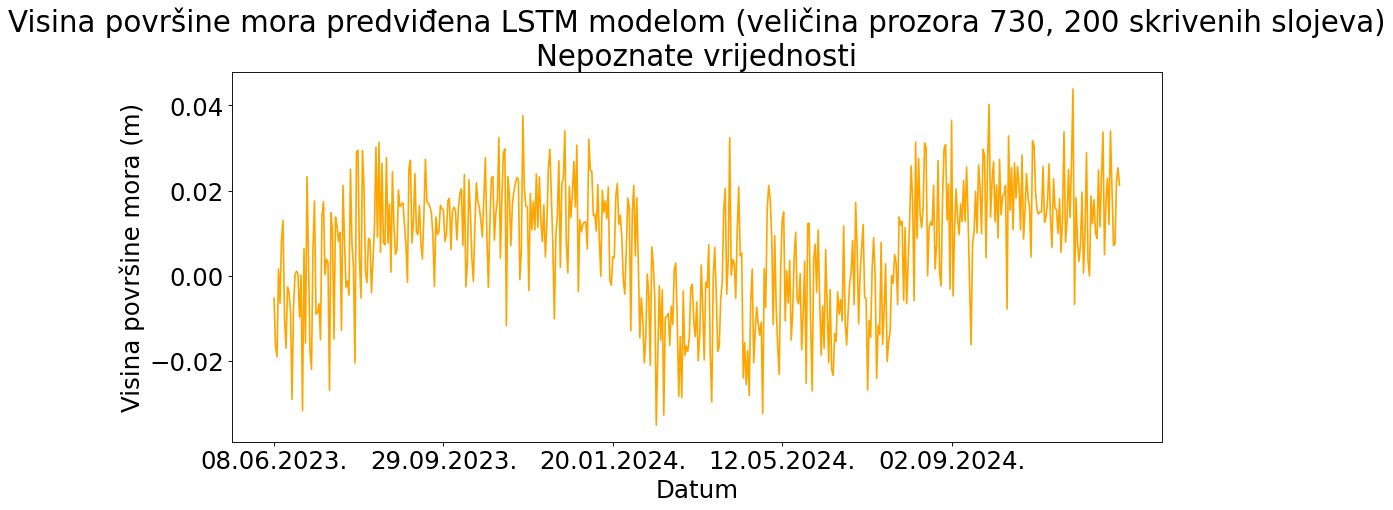 Visina površine mora predviđena LSTM modelom (veličina prozora 730, 200 skrivenih slojeva)
Nepoznate vrijednosti
Visina površine mora (m)
0.04
0.02
0.00
−0.02
08.06.2023. 29.09.2023. 20.01.2024. 12.05.2024. 02.09.2024.
Datum